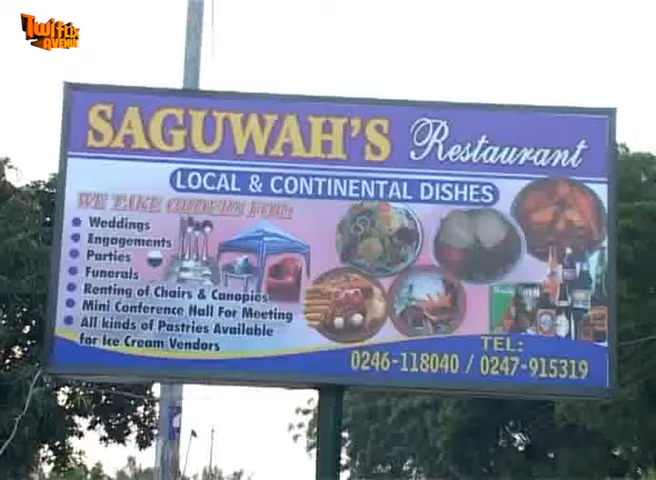 Twiflix
AVENUE
SAGUWAH'S Restaurant
LOCAL & CONTINENTAL DISHES
WE TAKE ORDERS FOR:
Weddings
Engagements
Parties
Funerals
Renting of Chairs & Canopies
Mini Conference Hall For Meeting
All kinds of Pastries Available
for Ice Cream Vendors
TEL:
0246-118040 / 0247-915319